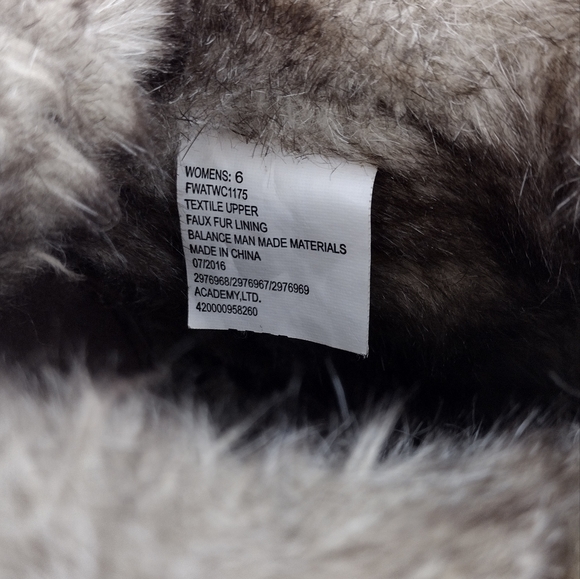 WOMENS: 6
FWATWC1175
TEXTILE UPPER
FAUX FUR LINING
BALANCE MAN MADE MATERIALS
MADE IN CHINA
07/2016
2976968/2976967/2976969
ACADEMY,LTD.
420000958260